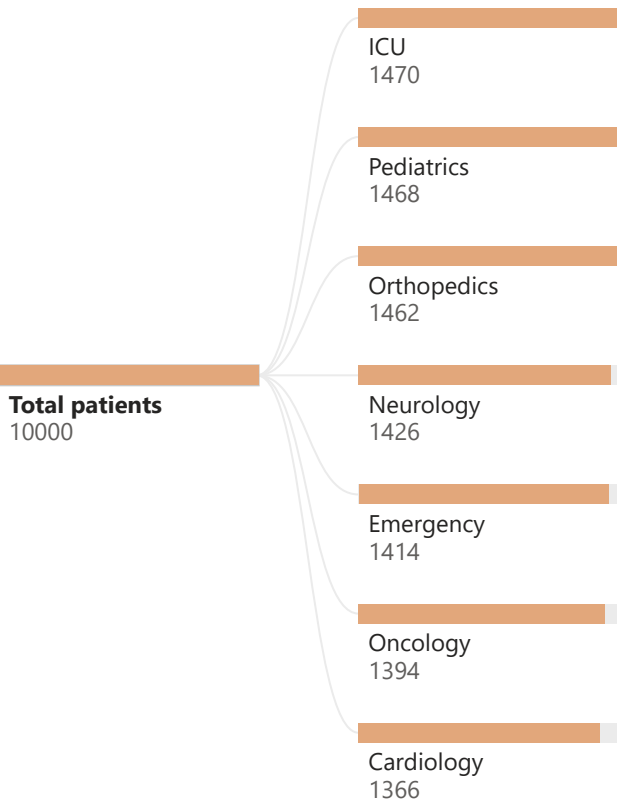 Total patients
10000
ICU
1470
Pediatrics
1468
Orthopedics
1462
Neurology
1426
Emergency
1414
Oncology
1394
Cardiology
1366